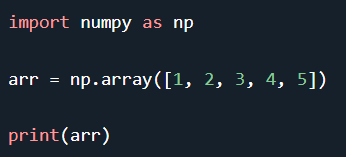 import numpy as np
arr = np.array([1, 2, 3, 4, 5])
print(arr)